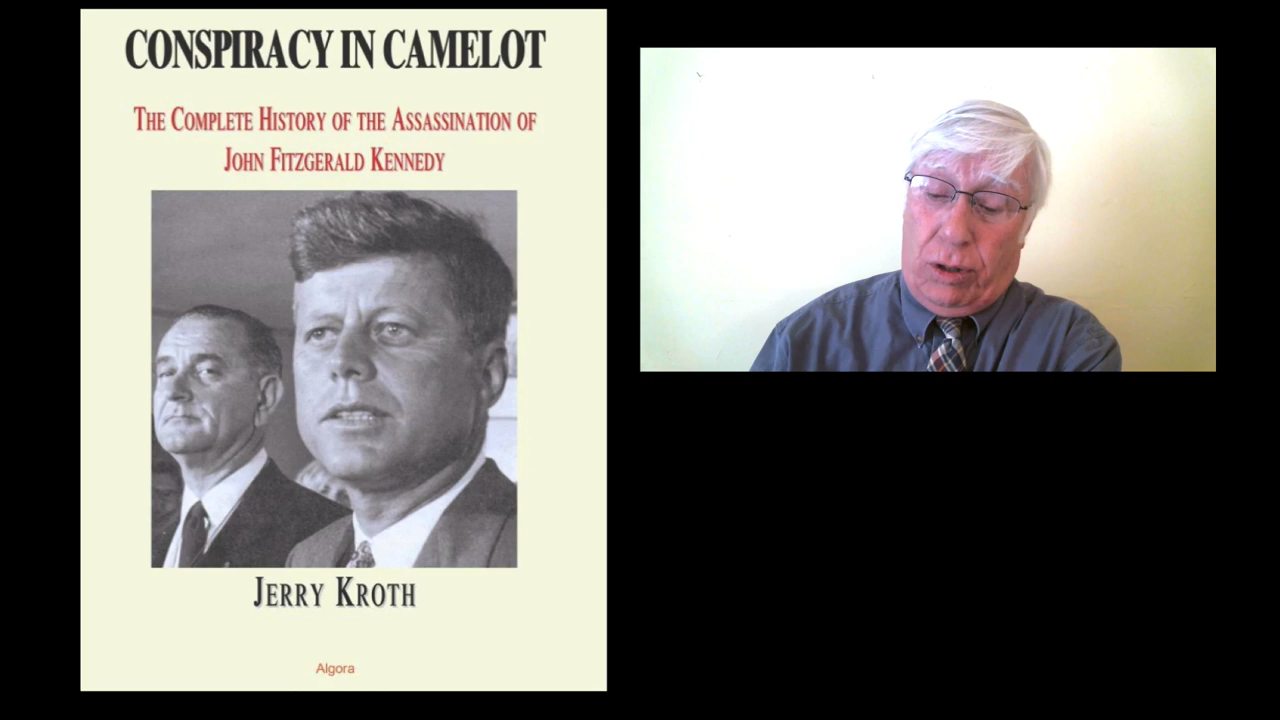 CONSPIRACY IN CAMELOT
THE COMPLETE HISTORY OF THE ASSASSINATION OF
JOHN FITZGERALD KENNEDY
JERRY KROTH
Algora